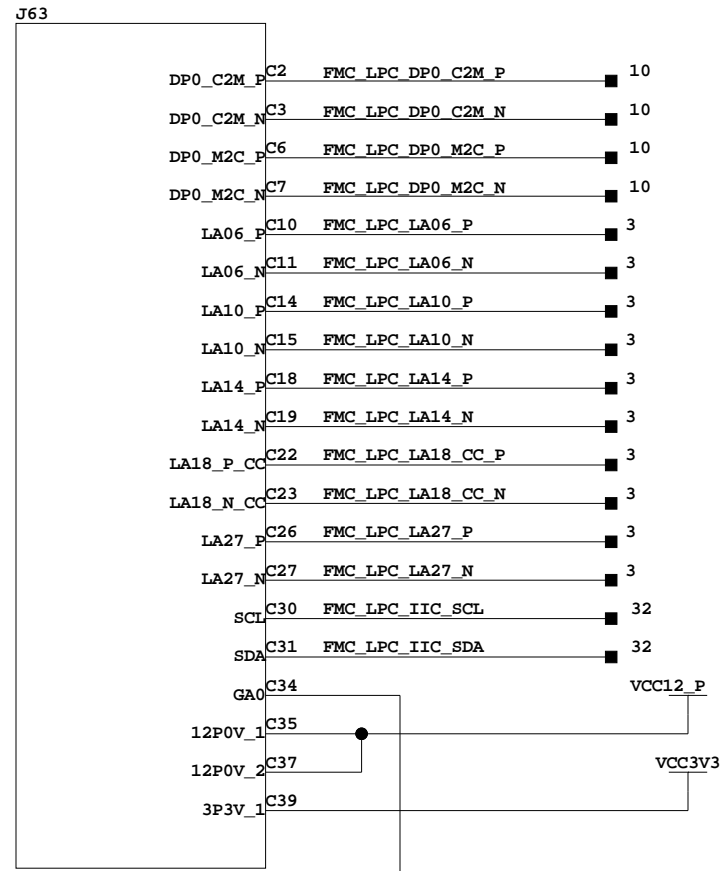 J63
DP0_C2M_P C2 FMC_LPC_DP0_C2M_P 10
DP0_C2M_N C3 FMC_LPC_DP0_C2M_N 10
DP0_M2C_P C6 FMC_LPC_DP0_M2C_P 10
DP0_M2C_N C7 FMC_LPC_DP0_M2C_N 10
LA06_P C10 FMC_LPC_LA06_P 3
LA06_N C11 FMC_LPC_LA06_N 3
LA10_P C14 FMC_LPC_LA10_P 3
LA10_N C15 FMC_LPC_LA10_N 3
LA14_P C18 FMC_LPC_LA14_P 3
LA14_N C19 FMC_LPC_LA14_N 3
LA18_P_CC C22 FMC_LPC_LA18_CC_P 3
LA18_N_CC C23 FMC_LPC_LA18_CC_N 3
LA27_P C26 FMC_LPC_LA27_P 3
LA27_N C27 FMC_LPC_LA27_N 3
SCL C30 FMC_LPC_IIC_SCL 32
SDA C31 FMC_LPC_IIC_SDA 32
GA0 C34 VCC12_P
12P0V_1 C35
12P0V_2 C37 VCC3V3
3P3V_1 C39